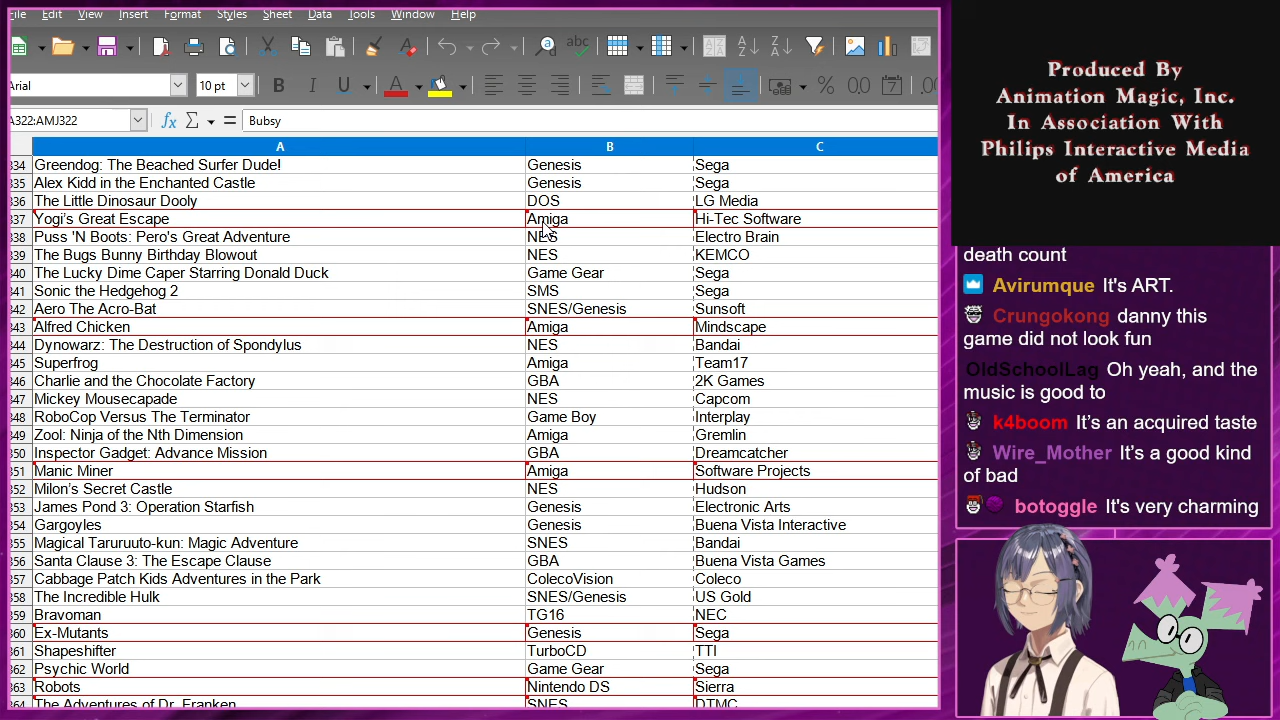 ile Edit View Insert Format Styles Sheet Data Tools Window Help
Arial 10 pt B I U A % 0.0
A322:AMJ322 fx Σ = Bubsy
A B C
334 Greendog: The Beached Surfer Dude! Genesis Sega
335 Alex Kidd in the Enchanted Castle Genesis Sega
336 The Little Dinosaur Dooly DOS LG Media
337 Yogi's Great Escape Amiga Hi-Tec Software
338 Puss 'N Boots: Pero's Great Adventure NES Electro Brain
339 The Bugs Bunny Birthday Blowout NES KEMCO
340 The Lucky Dime Caper Starring Donald Duck Game Gear Sega
341 Sonic the Hedgehog 2 SMS Sega
342 Aero The Acro-Bat SNES/Genesis Sunsoft
343 Alfred Chicken Amiga Mindscape
344 Dynowarz: The Destruction of Spondylus NES Bandai
345 Superfrog Amiga Team17
346 Charlie and the Chocolate Factory GBA 2K Games
347 Mickey Mousecapade NES Capcom
348 RoboCop Versus The Terminator Game Boy Interplay
349 Zool: Ninja of the Nth Dimension Amiga Gremlin
350 Inspector Gadget: Advance Mission GBA Dreamcatcher
351 Manic Miner Amiga Software Projects
352 Milon's Secret Castle NES Hudson
353 James Pond 3: Operation Starfish Genesis Electronic Arts
354 Gargoyles Genesis Buena Vista Interactive
355 Magical Taruruuto-kun: Magic Adventure SNES Bandai
356 Santa Clause 3: The Escape Clause GBA Buena Vista Games
357 Cabbage Patch Kids Adventures in the Park ColecoVision Coleco
358 The Incredible Hulk SNES/Genesis US Gold
359 Bravoman TG16 NEC
360 Ex-Mutants Genesis Sega
361 Shapeshifter TurboCD TTI
362 Psychic World Game Gear Sega
363 Robots Nintendo DS Sierra
364 The Adventures of Dr. Franken SNES DTMC
Produced By
Animation Magic, Inc.
In Association With
Philips Interactive Media
of America
death count
Avirumque It's ART.
Crungokong danny this
game did not look fun
OldSchoolLag Oh yeah, and the
music is good to
k4boom It's an acquired taste
Wire_Mother It's a good kind
of bad
botoggle It's very charming